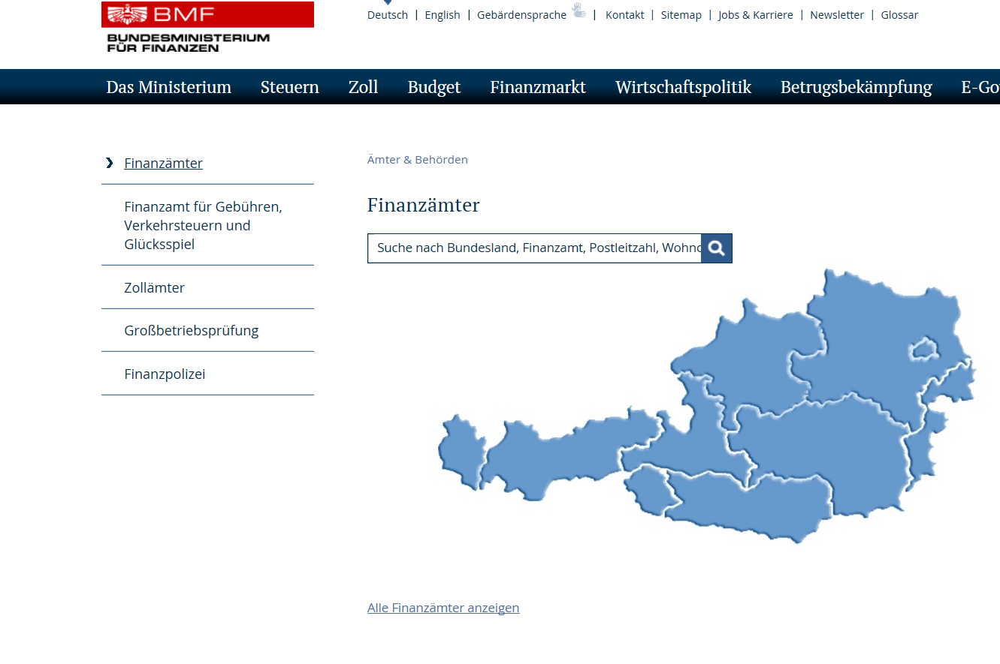 BMF
BUNDESMINISTERIUM
FÜR FINANZEN
Deutsch | English | Gebärdensprache | Kontakt | Sitemap | Jobs & Karriere | Newsletter | Glossar
Das Ministerium Steuern Zoll Budget Finanzmarkt Wirtschaftspolitik Betrugsbekämpfung E-Go
Finanzämter
Finanzamt für Gebühren,
Verkehrsteuern und
Glücksspiel
Zollämter
Großbetriebsprüfung
Finanzpolizei
Ämter & Behörden
Finanzämter
Suche nach Bundesland, Finanzamt, Postleitzahl, Wohno
Alle Finanzämter anzeigen